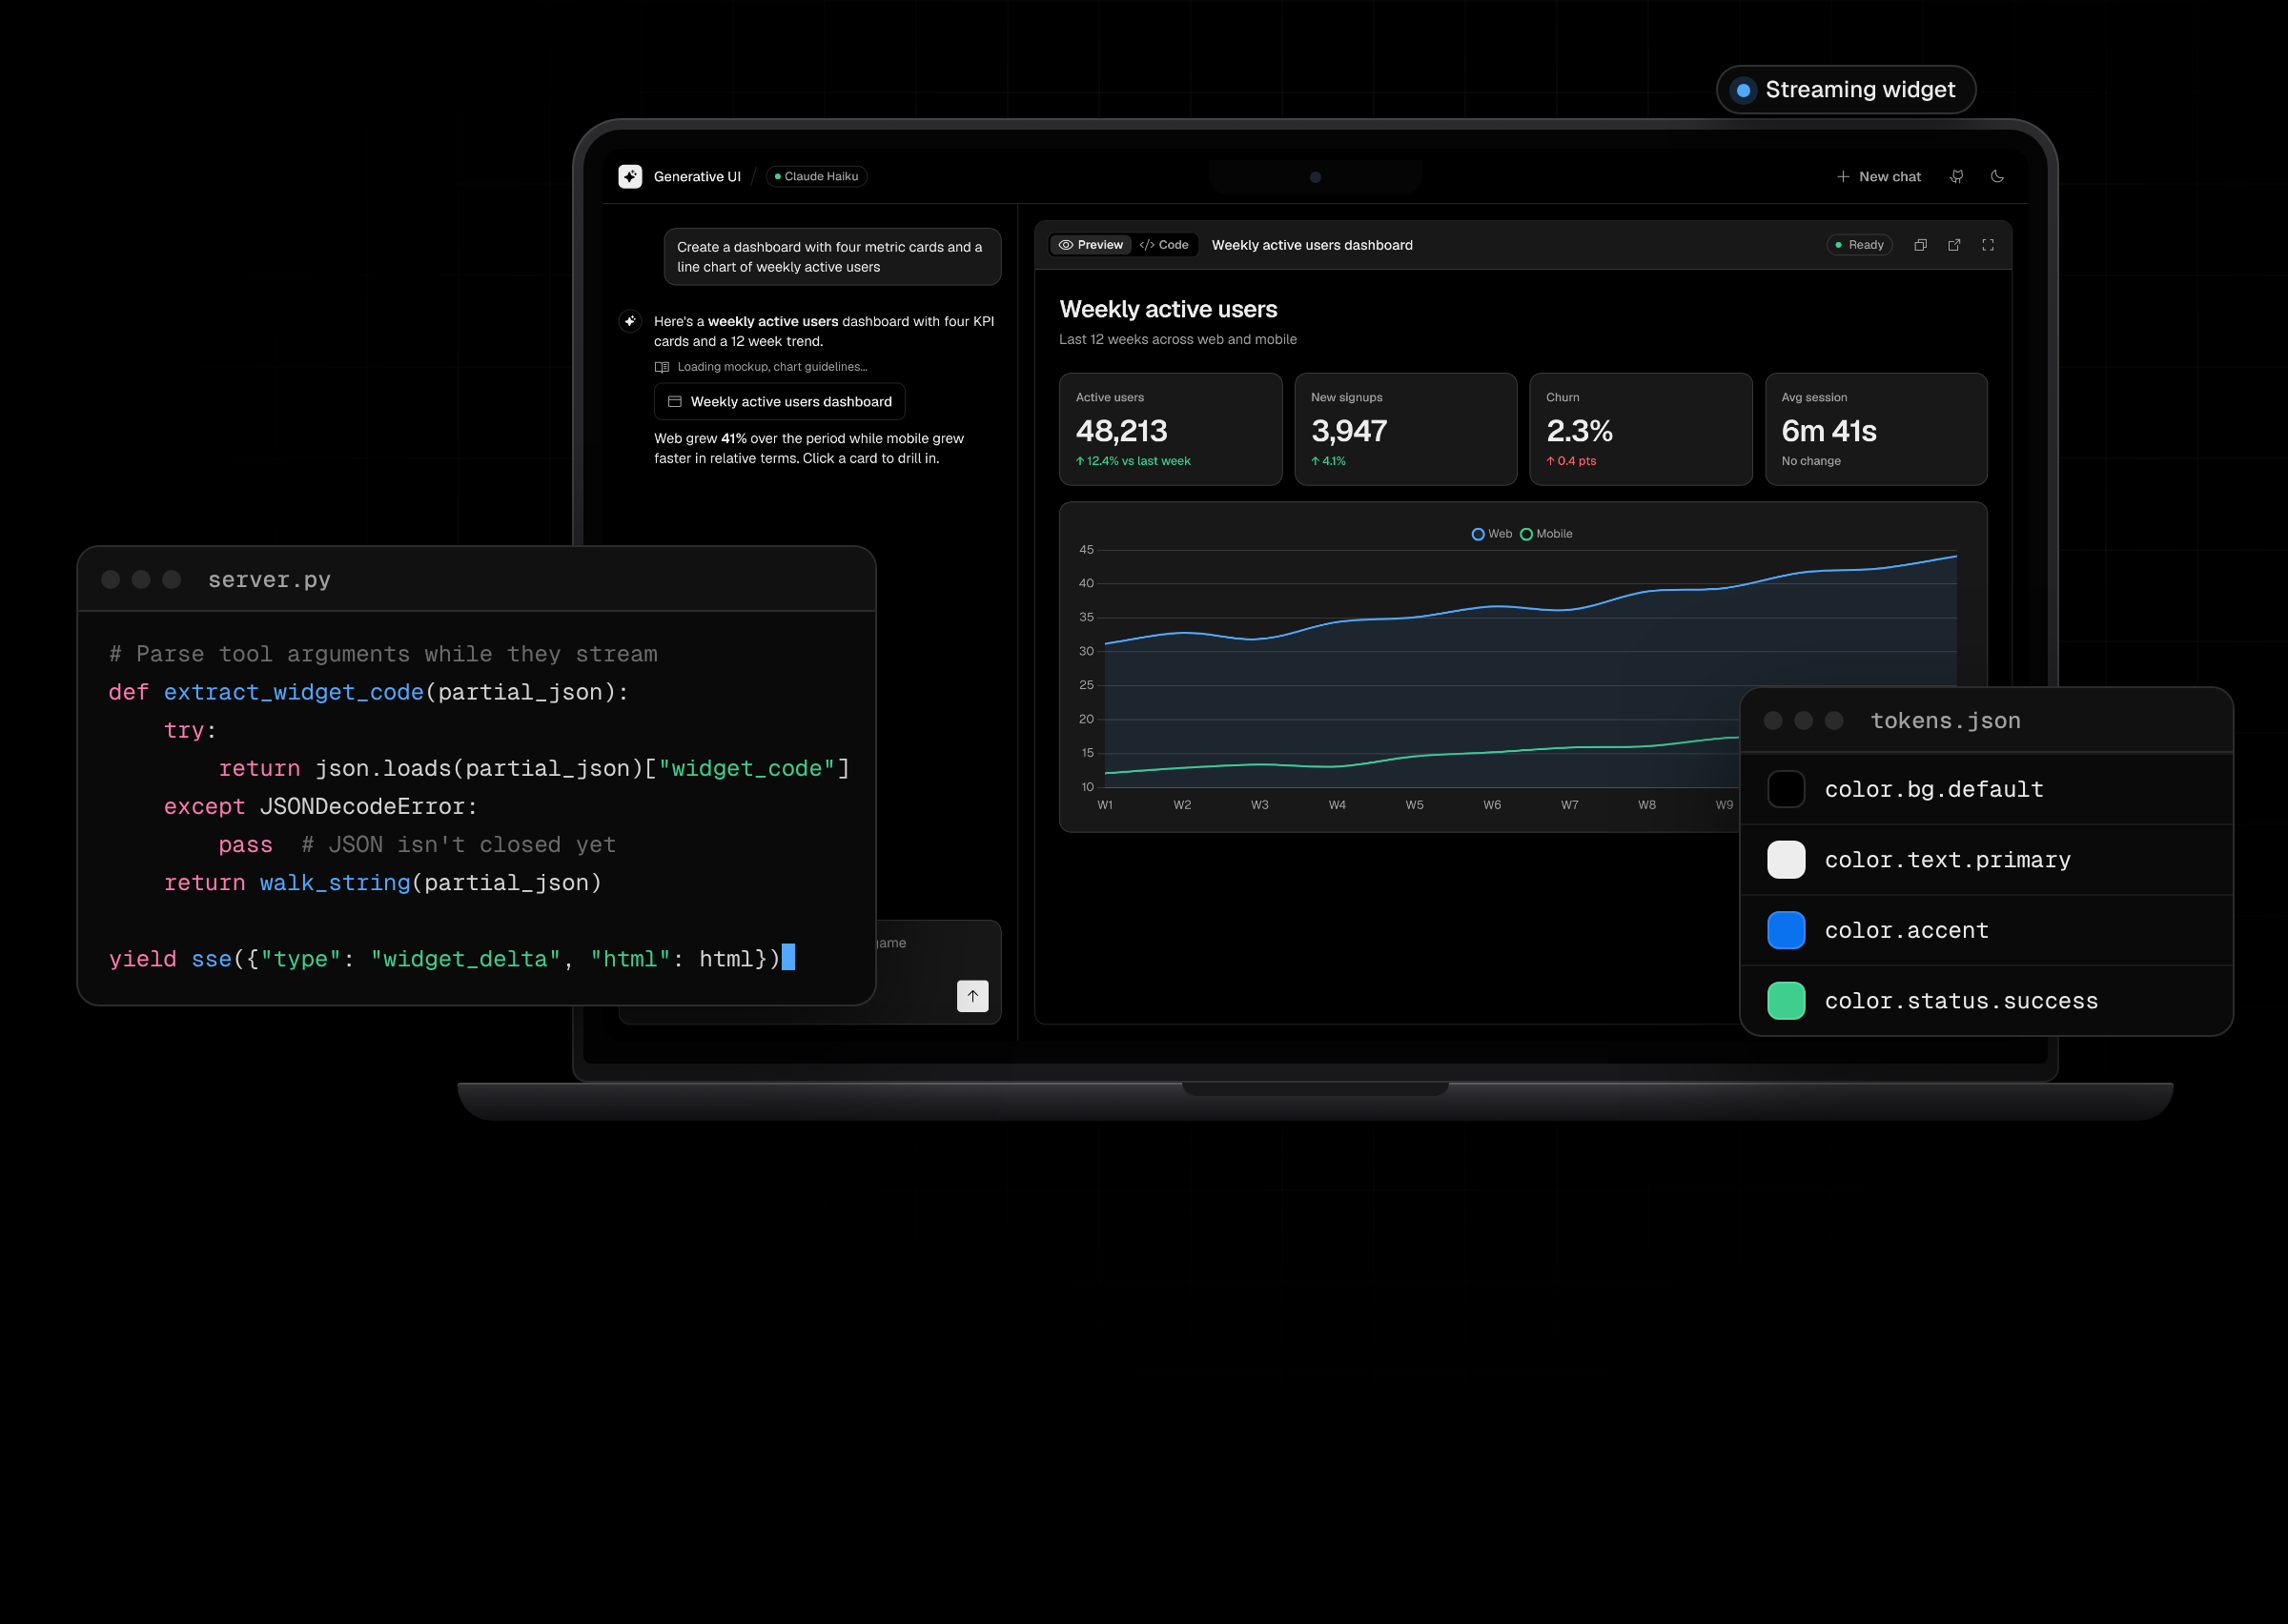 Streaming widget
Generative UI / Claude Haiku
New chat
Create a dashboard with four metric cards and a
line chart of weekly active users
Here's a weekly active users dashboard with four KPI
cards and a 12 week trend.
Loading mockup, chart guidelines...
Weekly active users dashboard
Web grew 41% over the period while mobile grew
faster in relative terms. Click a card to drill in.
Preview </> Code Weekly active users dashboard
Ready
Weekly active users
Last 12 weeks across web and mobile
Active users
48,213
↑ 12.4% vs last week
New signups
3,947
↑ 4.1%
Churn
2.3%
↑ 0.4 pts
Avg session
6m 41s
No change
Web Mobile
45
40
35
30
25
20
15
10
W1 W2 W3 W4 W5 W6 W7 W8 W9
server.py
# Parse tool arguments while they stream
def extract_widget_code(partial_json):
    try:
        return json.loads(partial_json)["widget_code"]
    except JSONDecodeError:
        pass  # JSON isn't closed yet
    return walk_string(partial_json)
yield sse({"type": "widget_delta", "html": html})
tokens.json
color.bg.default
color.text.primary
color.accent
color.status.success